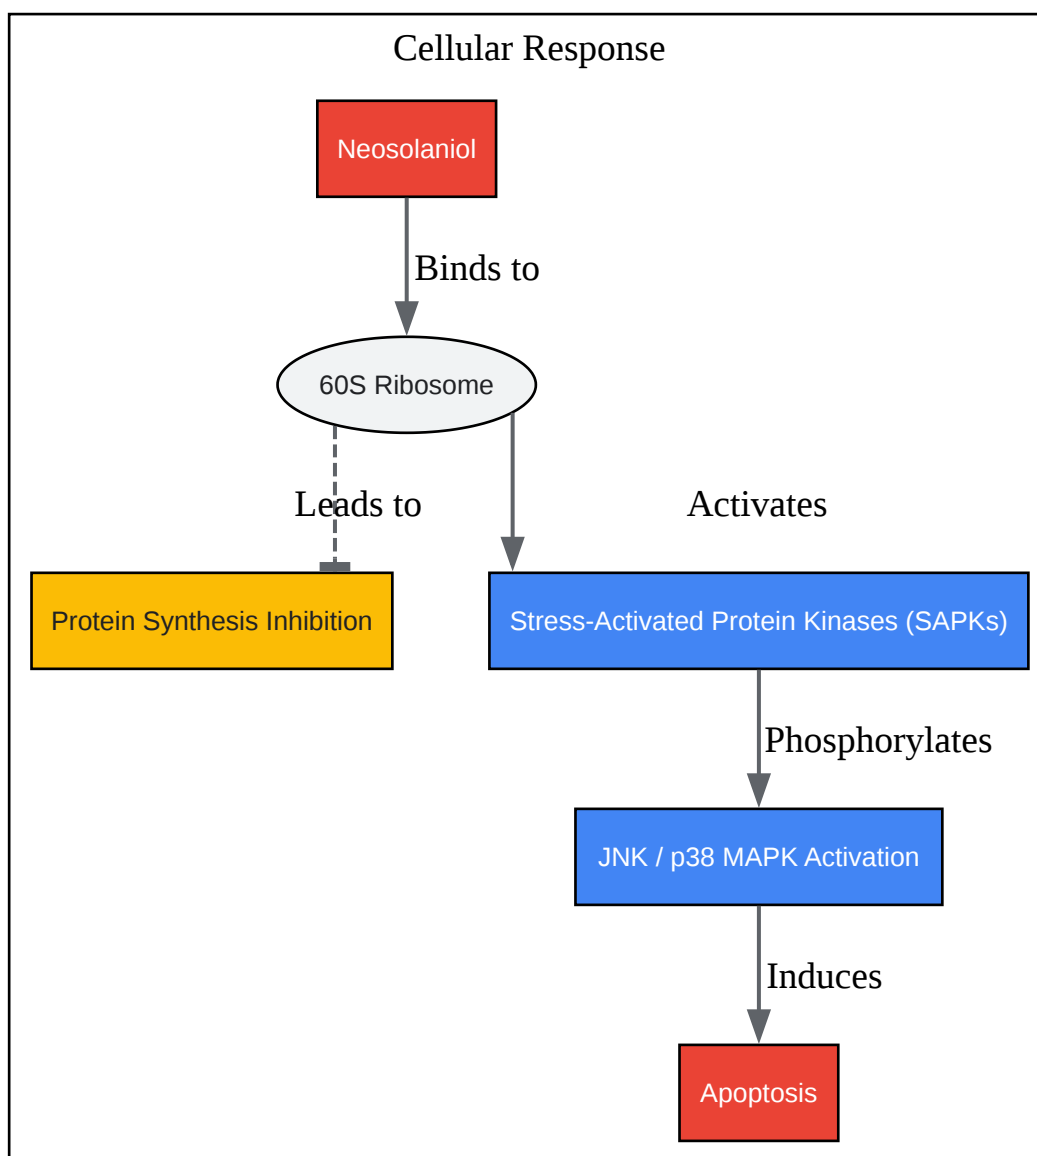 Cellular Response
Neosolaniol
Binds to
60S Ribosome
Leads to
Activates
Protein Synthesis Inhibition
Stress-Activated Protein Kinases (SAPKs)
Phosphorylates
JNK / p38 MAPK Activation
Induces
Apoptosis